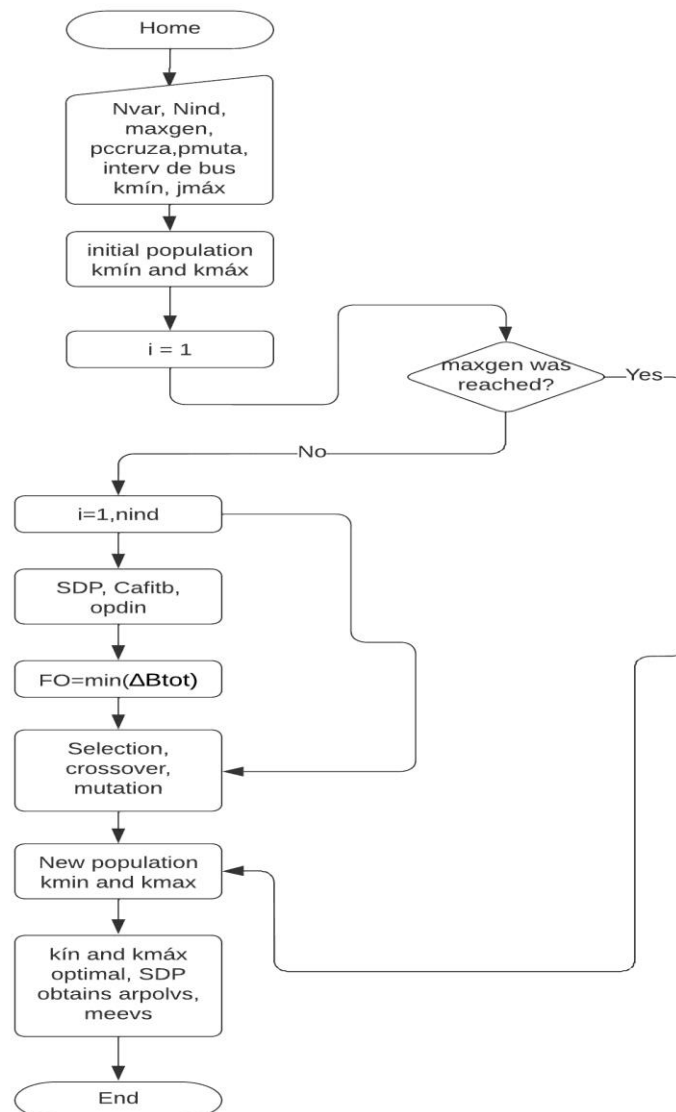 Home
Nvar, Nind,
maxgen,
pccruza,pmuta,
interv de bus
kmín, jmáx
initial population
kmín and kmáx
i = 1
maxgen was
reached?
Yes
No
i=1,nind
SDP, Cafitb,
opdin
FO=min(ΔBtot)
Selection,
crossover,
mutation
New population
kmin and kmax
kín and kmáx
optimal, SDP
obtains arpolvs,
meevs
End